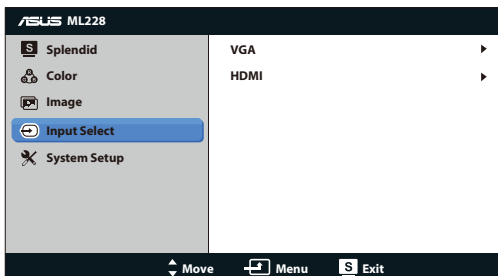 ASUS ML228
S Splendid
Color
Image
Input Select
System Setup
VGA
HDMI
Move Menu S Exit